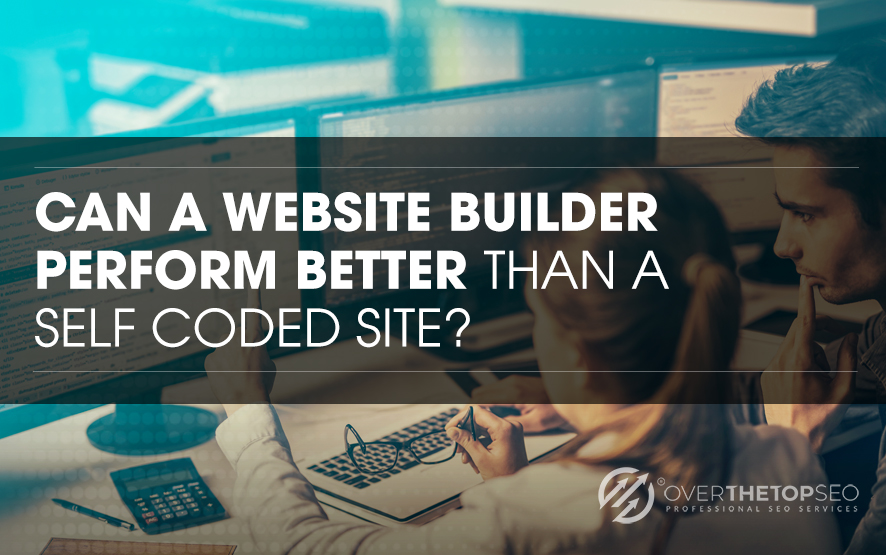 CAN A WEBSITE BUILDER
PERFORM BETTER THAN A
SELF CODED SITE?
®OVERTHETOPSEO
PROFESSIONAL SEO SERVICES